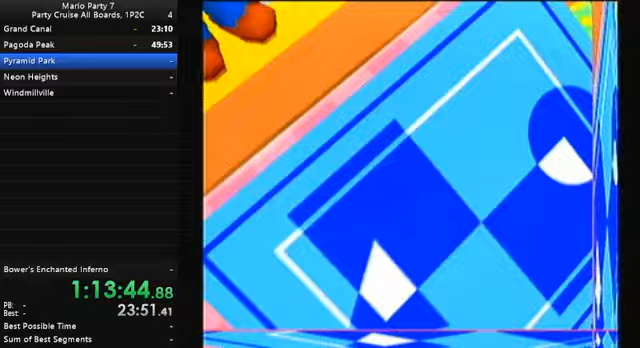 Mario Party 7
Party Cruise All Boards, 1P2C 4
Grand Canal - 23:10
Pagoda Peak - 49:53
Pyramid Park -
Neon Heights -
Windmillville -
Bowser's Enchanted Inferno -
1:13:44.88
PB: -
Best: - 23:51.41
Best Possible Time -
Sum of Best Segments -